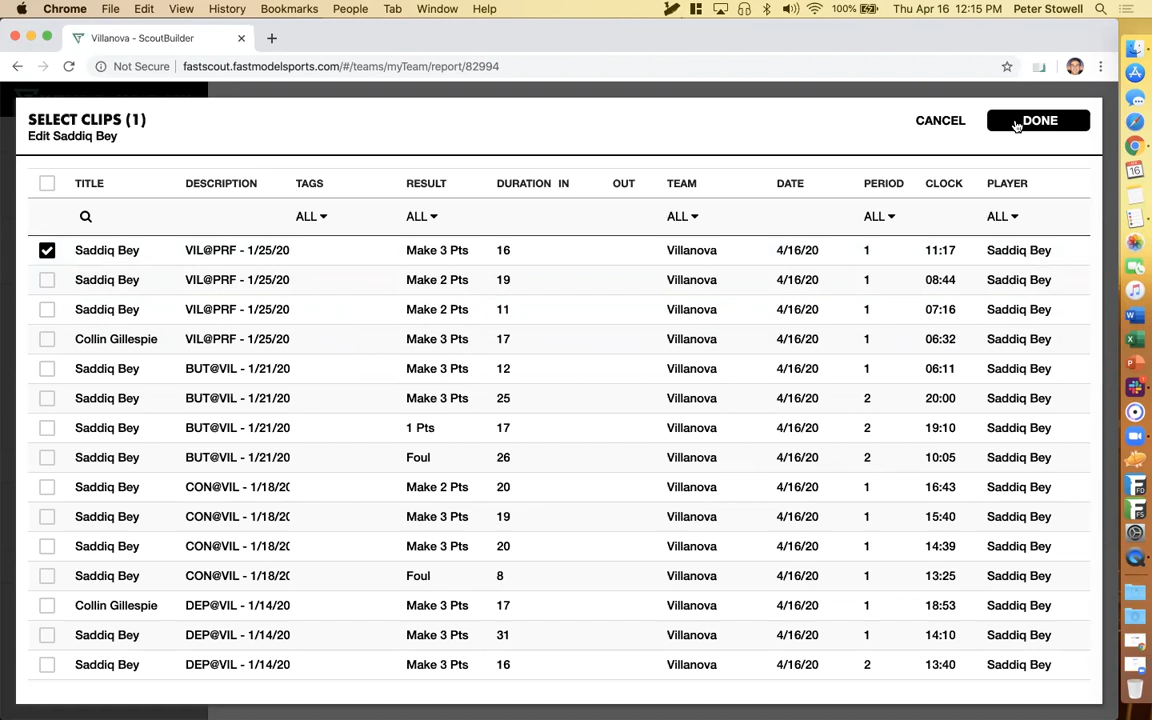 Chrome File Edit View History Bookmarks People Tab Window Help 100% Thu Apr 16 12:15 PM Peter Stowell
Villanova - ScoutBuilder
Not Secure fastscout.fastmodelsports.com/#/teams/myTeam/report/82994
SELECT CLIPS (1) CANCEL DONE
Edit Saddiq Bey
TITLE DESCRIPTION TAGS RESULT DURATION IN OUT TEAM DATE PERIOD CLOCK PLAYER
ALL ALL ALL ALL ALL
Saddiq Bey VIL@PRF - 1/25/20 Make 3 Pts 16 Villanova 4/16/20 1 11:17 Saddiq Bey
Saddiq Bey VIL@PRF - 1/25/20 Make 2 Pts 19 Villanova 4/16/20 1 08:44 Saddiq Bey
Saddiq Bey VIL@PRF - 1/25/20 Make 2 Pts 11 Villanova 4/16/20 1 07:16 Saddiq Bey
Collin Gillespie VIL@PRF - 1/25/20 Make 3 Pts 17 Villanova 4/16/20 1 06:32 Saddiq Bey
Saddiq Bey BUT@VIL - 1/21/20 Make 3 Pts 12 Villanova 4/16/20 1 06:11 Saddiq Bey
Saddiq Bey BUT@VIL - 1/21/20 Make 3 Pts 25 Villanova 4/16/20 2 20:00 Saddiq Bey
Saddiq Bey BUT@VIL - 1/21/20 1 Pts 17 Villanova 4/16/20 2 19:10 Saddiq Bey
Saddiq Bey BUT@VIL - 1/21/20 Foul 26 Villanova 4/16/20 2 10:05 Saddiq Bey
Saddiq Bey CON@VIL - 1/18/20 Make 2 Pts 20 Villanova 4/16/20 1 16:43 Saddiq Bey
Saddiq Bey CON@VIL - 1/18/20 Make 3 Pts 19 Villanova 4/16/20 1 15:40 Saddiq Bey
Saddiq Bey CON@VIL - 1/18/20 Make 3 Pts 20 Villanova 4/16/20 1 14:39 Saddiq Bey
Saddiq Bey CON@VIL - 1/18/20 Foul 8 Villanova 4/16/20 1 13:25 Saddiq Bey
Collin Gillespie DEP@VIL - 1/14/20 Make 3 Pts 17 Villanova 4/16/20 1 18:53 Saddiq Bey
Saddiq Bey DEP@VIL - 1/14/20 Make 3 Pts 31 Villanova 4/16/20 1 14:10 Saddiq Bey
Saddiq Bey DEP@VIL - 1/14/20 Make 3 Pts 16 Villanova 4/16/20 2 13:40 Saddiq Bey